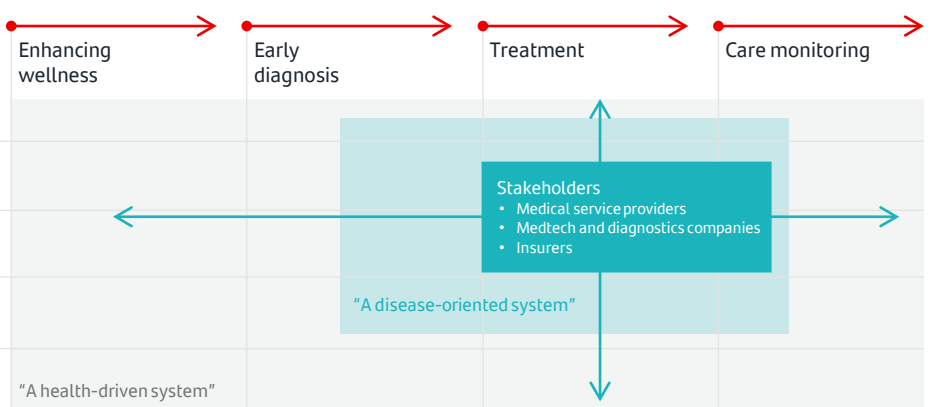 Enhancing
wellness
Early
diagnosis
Treatment
Care monitoring
Stakeholders
• Medical service providers
• Medtech and diagnostics companies
• Insurers
"A disease-oriented system"
"A health-driven system"